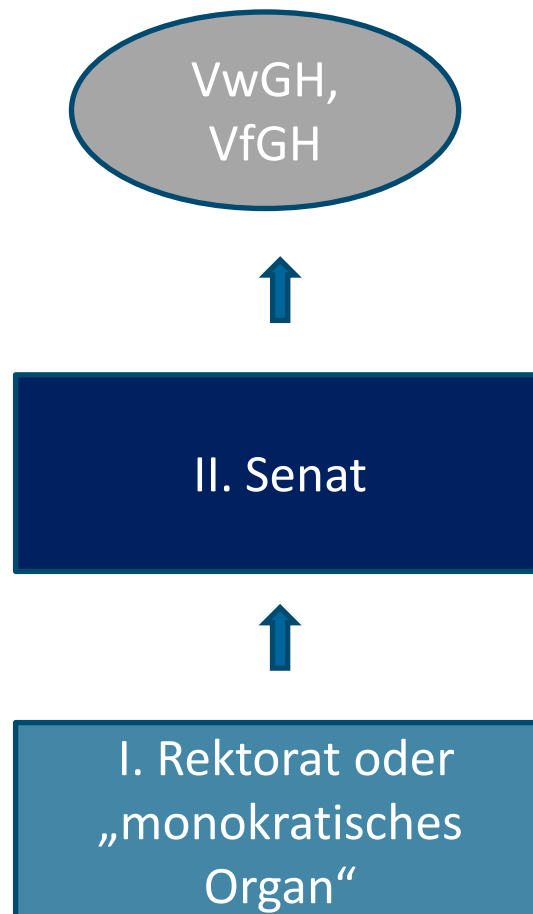 VwGH,
VfGH
II. Senat
I. Rektorat oder
„monokratisches
Organ“